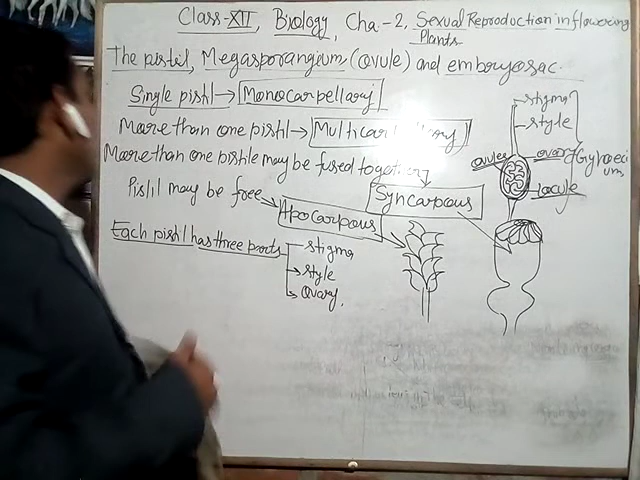 Class-XII, Biology, Cha-2, Sexual Reproduction in flowering Plants
The pistil, Megasporangium (Ovule) and embryosac.
Single pistil → Monocarpellary
More than one pistil →
More than one pistile may be fused together
Syncarpous
Pistil may be free → Apocarpous
Each pistil has three parts
stigma
style
ovary.
stigma
style
ovary
ovules
locule
Gynoecium